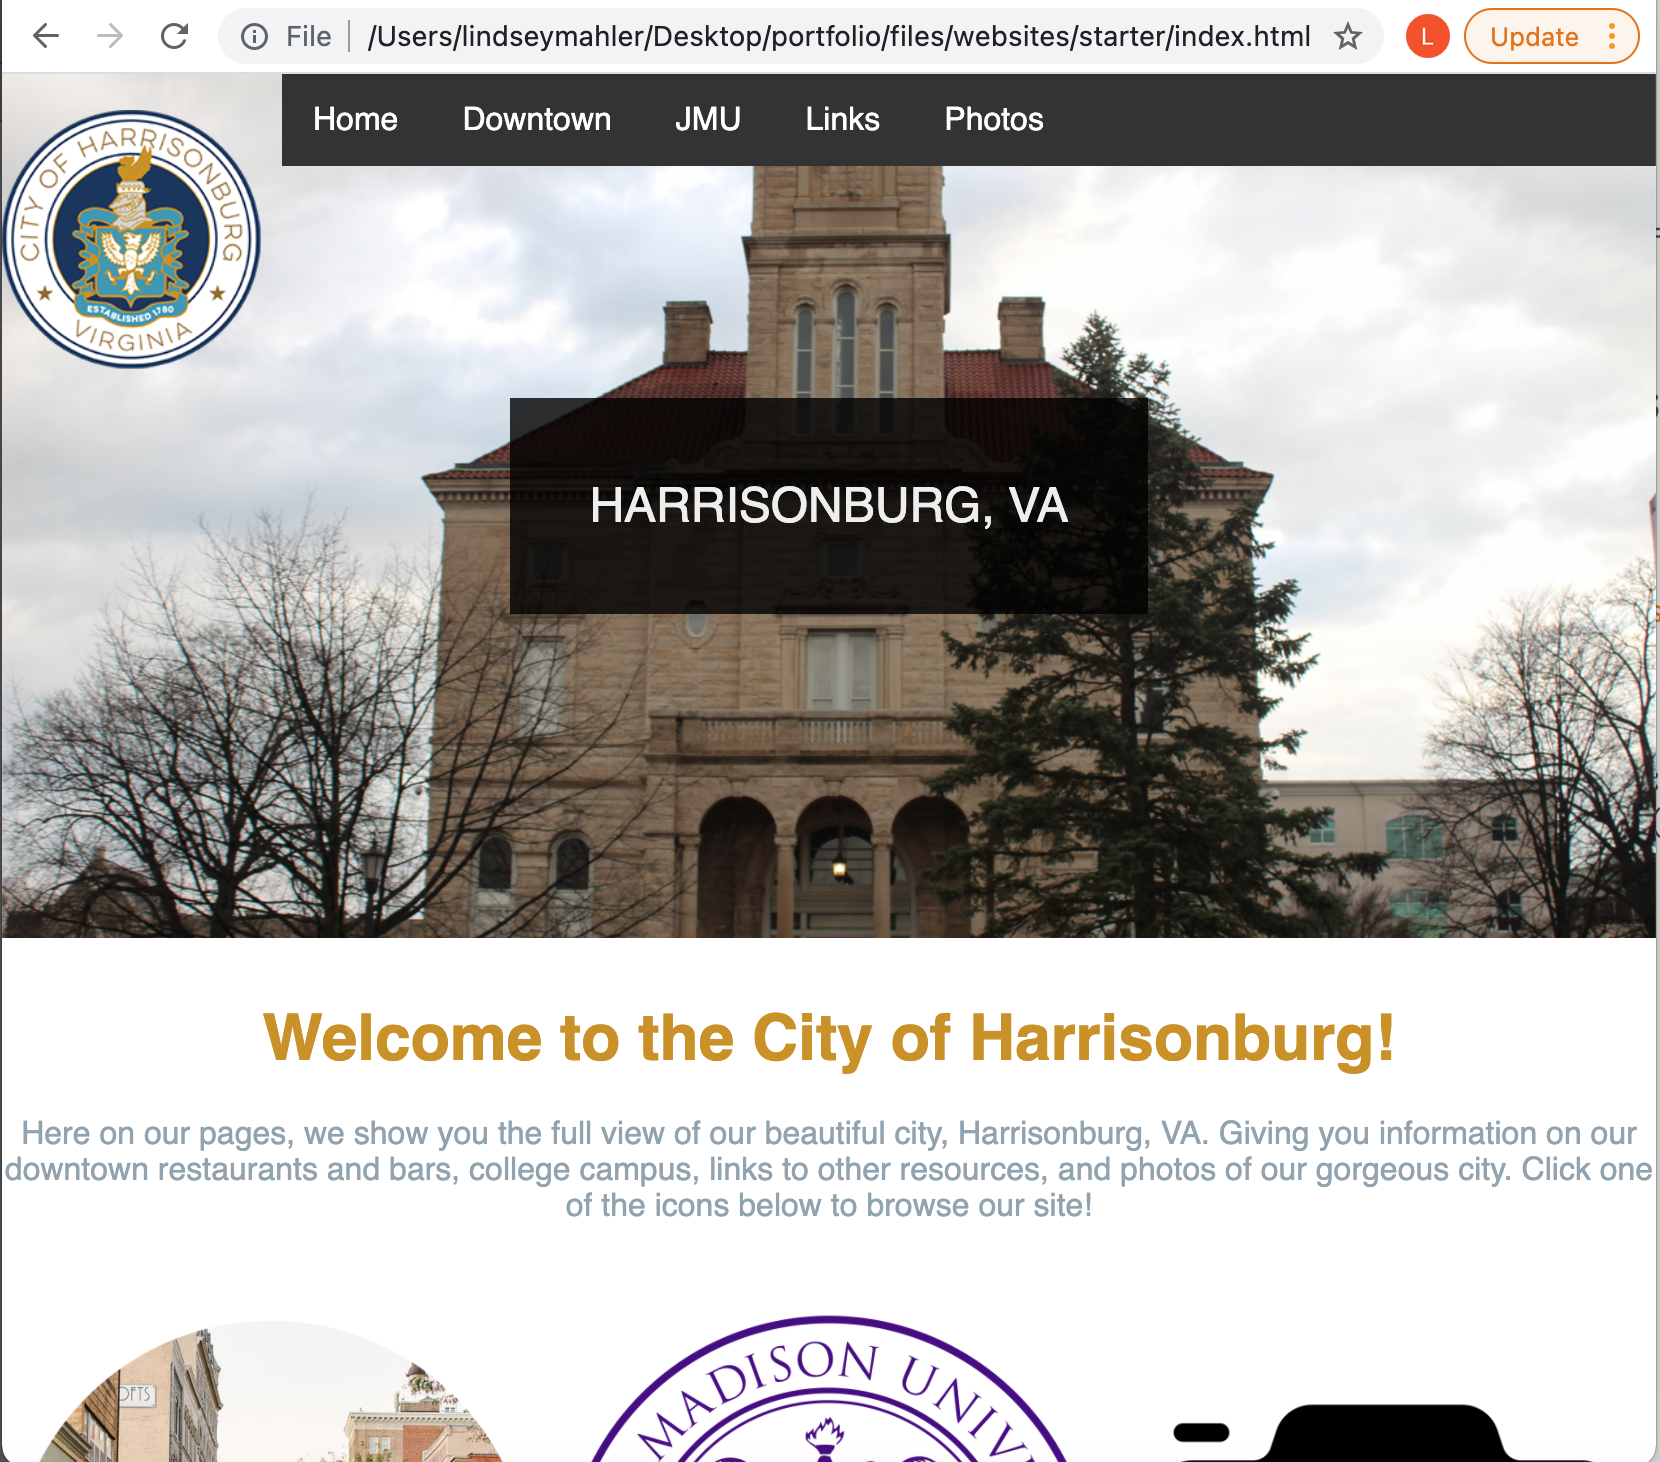 File /Users/lindseymahler/Desktop/portfolio/files/websites/starter/index.html L Update
Home Downtown JMU Links Photos
CITY OF HARRISONBURG
ESTABLISHED 1780
VIRGINIA
HARRISONBURG, VA
Welcome to the City of Harrisonburg!
Here on our pages, we show you the full view of our beautiful city, Harrisonburg, VA. Giving you information on our
downtown restaurants and bars, college campus, links to other resources, and photos of our gorgeous city. Click one
of the icons below to browse our site!
OFTS
MADISON UNIV